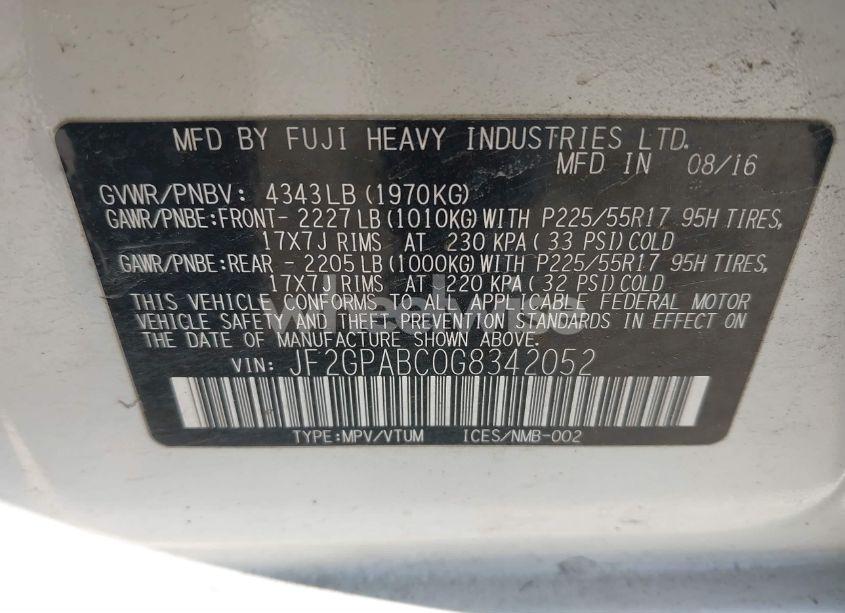 MFD BY FUJI HEAVY INDUSTRIES LTD.
MFD IN 08/16
GVWR/PNBV: 4343LB (1970KG)
GAWR/PNBE:FRONT- 2227 LB (1010KG) WITH P225/55R17 95H TIRES,
17X7J RIMS AT 230 KPA ( 33 PSI) COLD
GAWR/PNBE:REAR - 2205 LB (1000KG) WITH P225/55R17 95H TIRES,
17X7J RIMS AT 220 KPA ( 32 PSI) COLD
THIS VEHICLE CONFORMS TO ALL APPLICABLE FEDERAL MOTOR
VEHICLE SAFETY AND THEFT PREVENTION STANDARDS IN EFFECT ON
THE DATE OF MANUFACTURE SHOWN ABOVE.
VIN: JF2GPABC0G8342052
TYPE:MPV/VTUM ICES/NMB-002